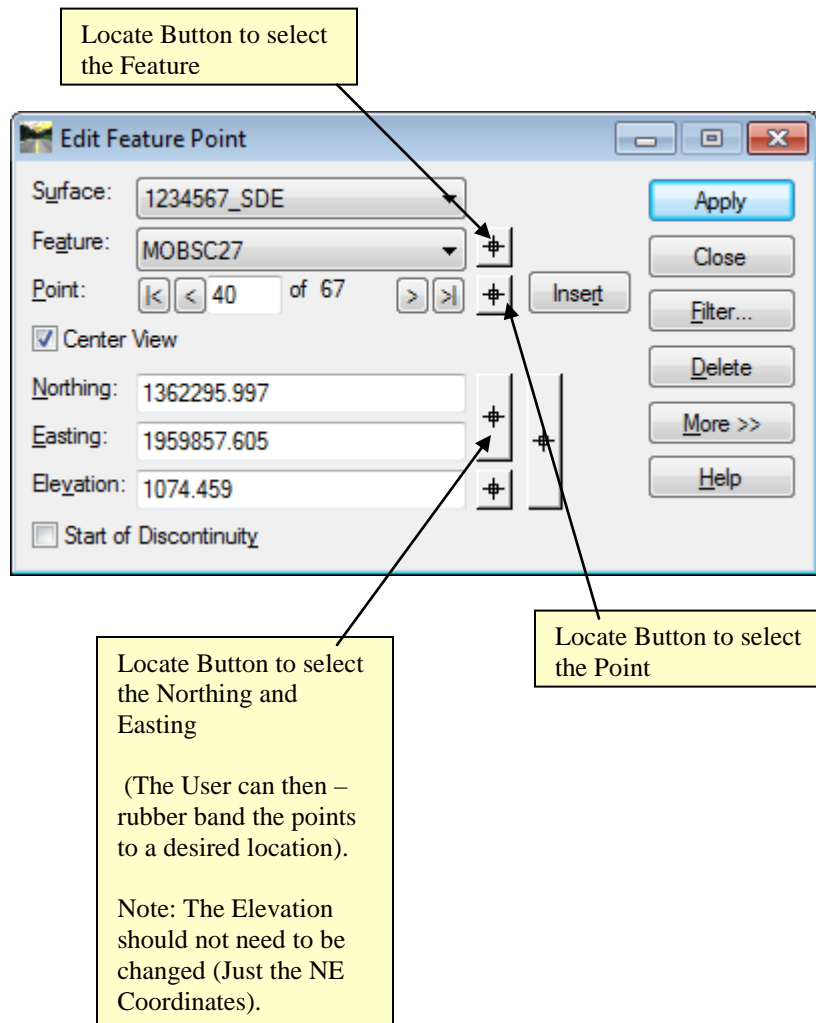 Locate Button to select
the Feature
Edit Feature Point
Surface: 1234567_SDE
Apply
Feature: MOBSC27
Close
Point: |< < 40 of 67 > >| Insert
Filter...
Center View
Delete
Northing: 1362295.997
Easting: 1959857.605
More >>
Elevation: 1074.459
Help
Start of Discontinuity
Locate Button to select
the Northing and
Easting
(The User can then –
rubber band the points
to a desired location).
Note: The Elevation
should not need to be
changed (Just the NE
Coordinates).
Locate Button to select
the Point